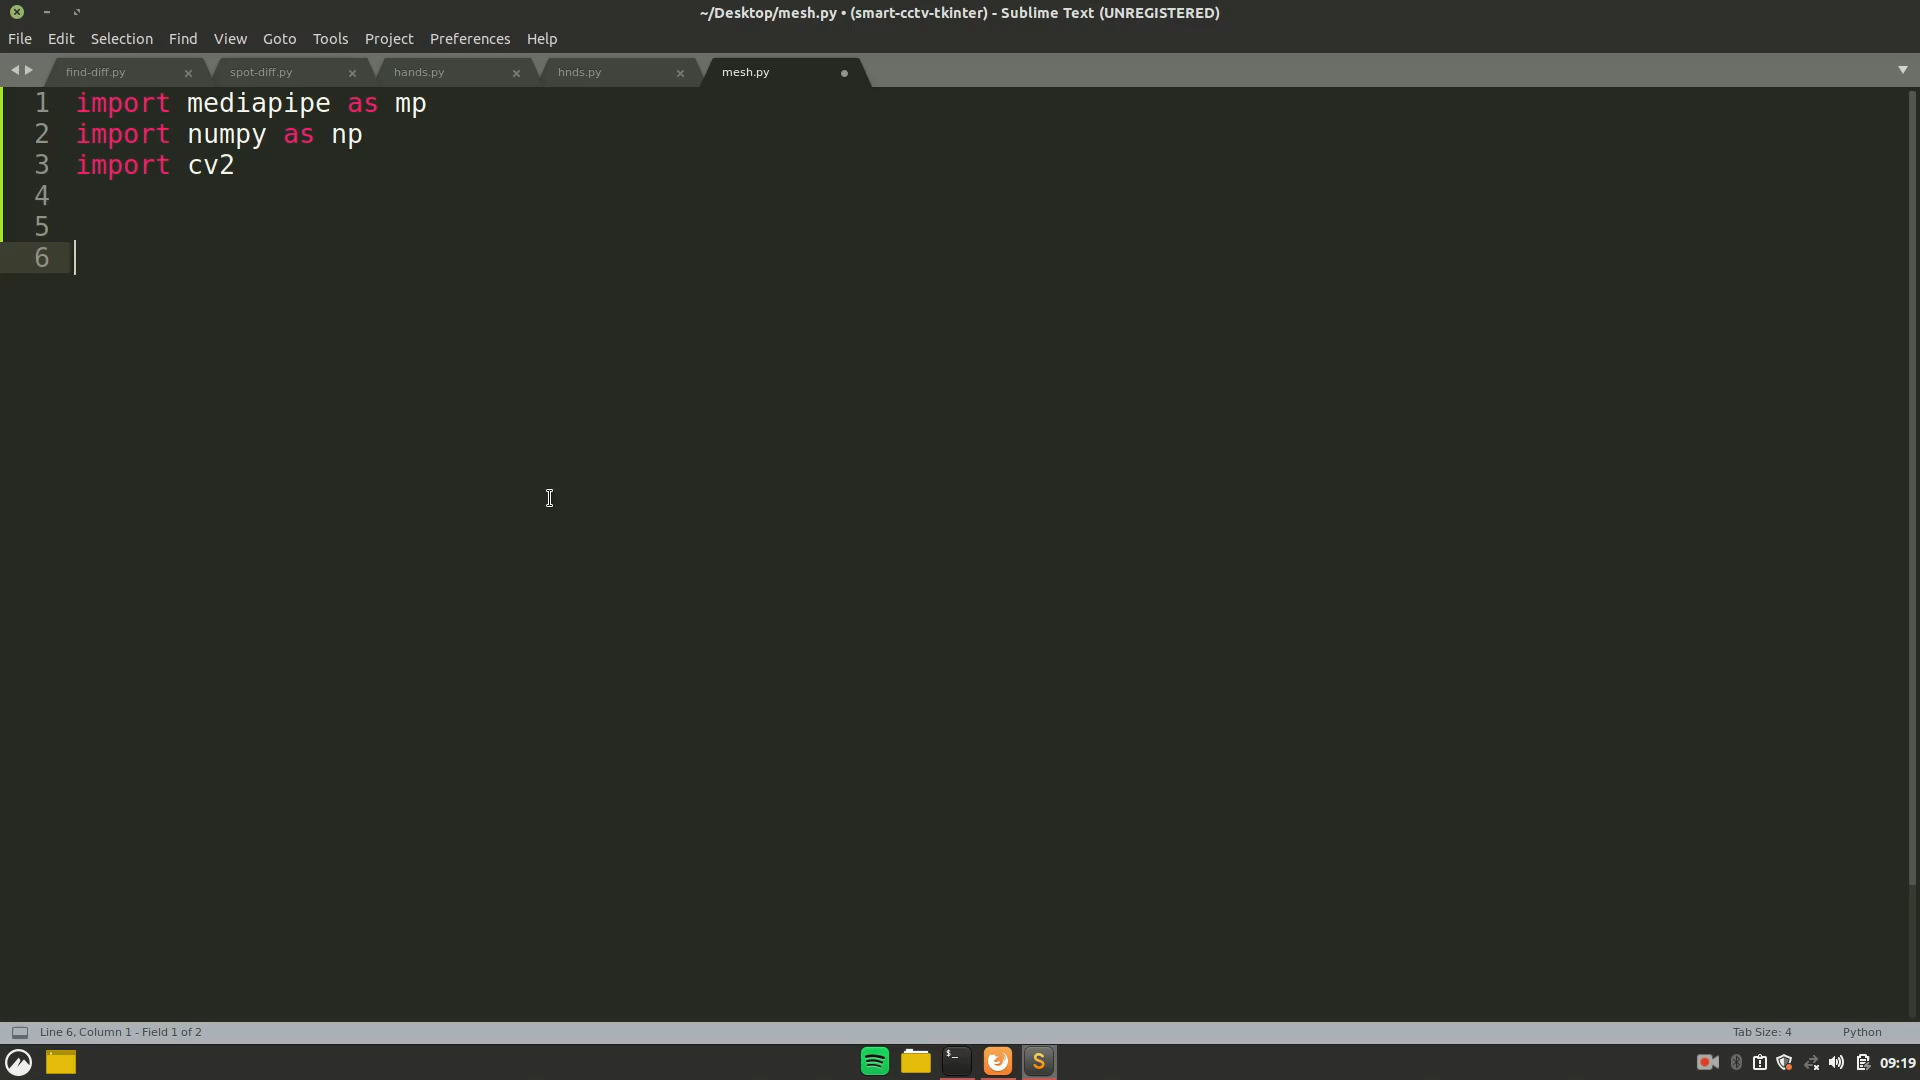 ~/Desktop/mesh.py • (smart-cctv-tkinter) - Sublime Text (UNREGISTERED)
File Edit Selection Find View Goto Tools Project Preferences Help
find-diff.py spot-diff.py hands.py hnds.py mesh.py
1 import mediapipe as mp
2 import numpy as np
3 import cv2
4
5
6
Line 6, Column 1 - Field 1 of 2 Tab Size: 4 Python
$_ S 09:19